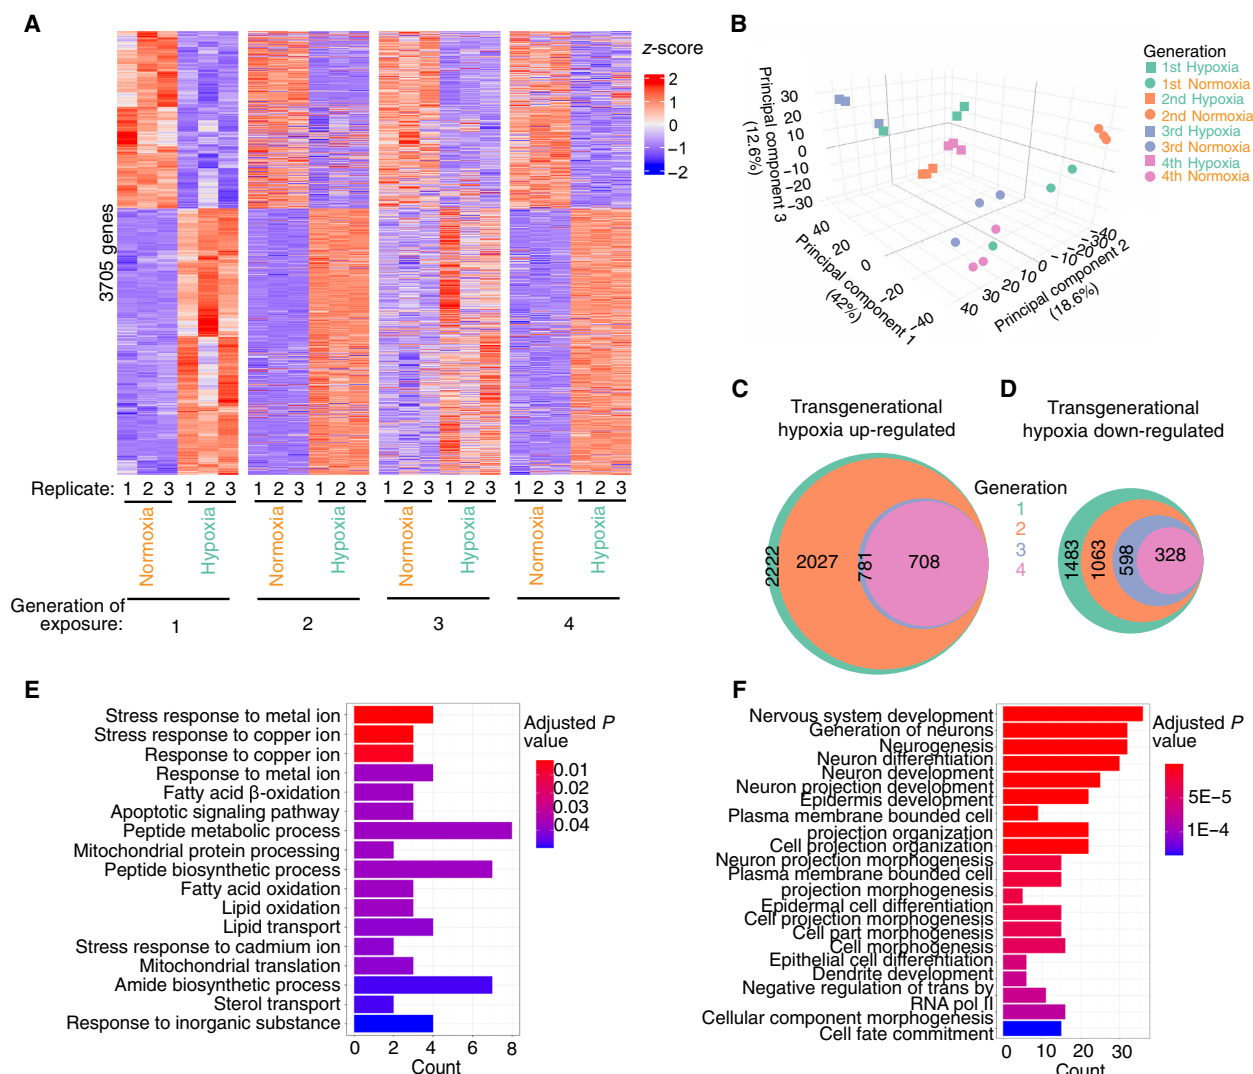 A
z-score
2
1
0
−1
−2
3705 genes
Replicate: 1 2 3 1 2 3 1 2 3 1 2 3 1 2 3 1 2 3 1 2 3 1 2 3
Normoxia Hypoxia Normoxia Hypoxia Normoxia Hypoxia Normoxia Hypoxia
Generation of
exposure: 1 2 3 4
B
Principal component 3
(12.6%)
30
20
10
0
−10
−20
−30
40
20
0
−20
−40
Principal component 1
(42%)
40 30 20 10 0 −10 −20 −30 −40
Principal component 2
(18.6%)
Generation
1st Hypoxia
1st Normoxia
2nd Hypoxia
2nd Normoxia
3rd Hypoxia
3rd Normoxia
4th Hypoxia
4th Normoxia
C
Transgenerational
hypoxia up-regulated
2222 2027 781 708
Generation
1
2
3
4
D
Transgenerational
hypoxia down-regulated
1483 1063 598 328
E
Stress response to metal ion
Stress response to copper ion
Response to copper ion
Response to metal ion
Fatty acid β-oxidation
Apoptotic signaling pathway
Peptide metabolic process
Mitochondrial protein processing
Peptide biosynthetic process
Fatty acid oxidation
Lipid oxidation
Lipid transport
Stress response to cadmium ion
Mitochondrial translation
Amide biosynthetic process
Sterol transport
Response to inorganic substance
0 2 4 6 8
Count
Adjusted P
value
0.01
0.02
0.03
0.04
F
Nervous system development
Generation of neurons
Neurogenesis
Neuron differentiation
Neuron development
Neuron projection development
Epidermis development
Plasma membrane bounded cell
projection organization
Cell projection organization
Neuron projection morphogenesis
Plasma membrane bounded cell
projection morphogenesis
Epidermal cell differentiation
Cell projection morphogenesis
Cell part morphogenesis
Cell morphogenesis
Epithelial cell differentiation
Dendrite development
Negative regulation of trans by
RNA pol II
Cellular component morphogenesis
Cell fate commitment
0 10 20 30
Count
Adjusted P
value
5E−5
1E−4